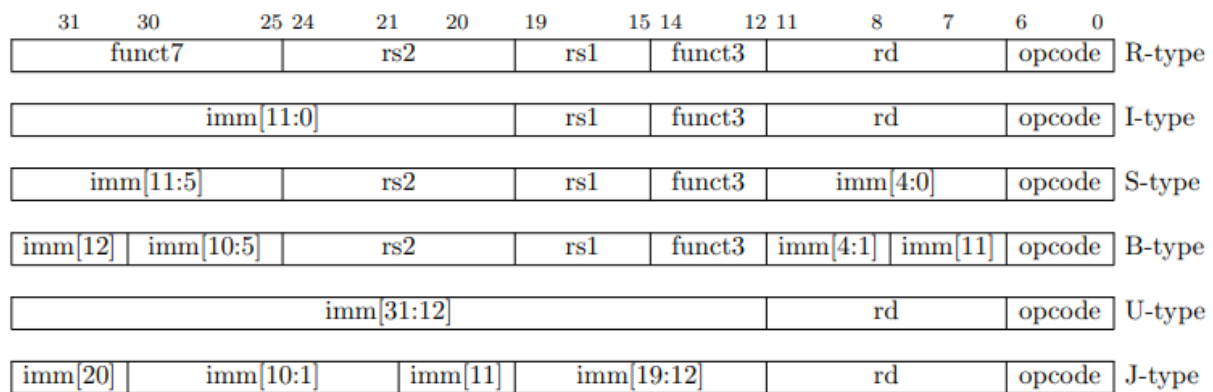 31 30 25 24 21 20 19 15 14 12 11 8 7 6 0
funct7 rs2 rs1 funct3 rd opcode R-type
imm[11:0] rs1 funct3 rd opcode I-type
imm[11:5] rs2 rs1 funct3 imm[4:0] opcode S-type
imm[12] imm[10:5] rs2 rs1 funct3 imm[4:1] imm[11] opcode B-type
imm[31:12] rd opcode U-type
imm[20] imm[10:1] imm[11] imm[19:12] rd opcode J-type